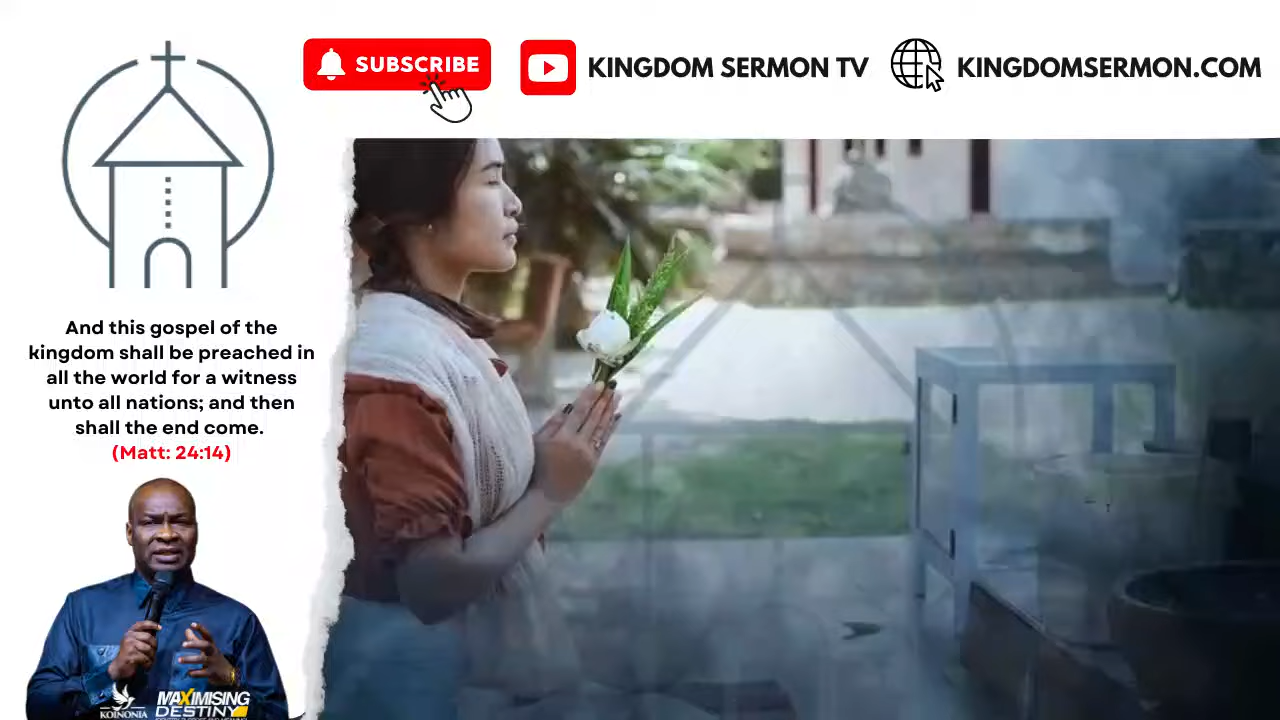 SUBSCRIBE
KINGDOM SERMON TV
KINGDOMSERMON.COM
And this gospel of the
kingdom shall be preached in
all the world for a witness
unto all nations; and then
shall the end come.
(Matt: 24:14)
KOINONIA
MAXIMISING
DESTINY